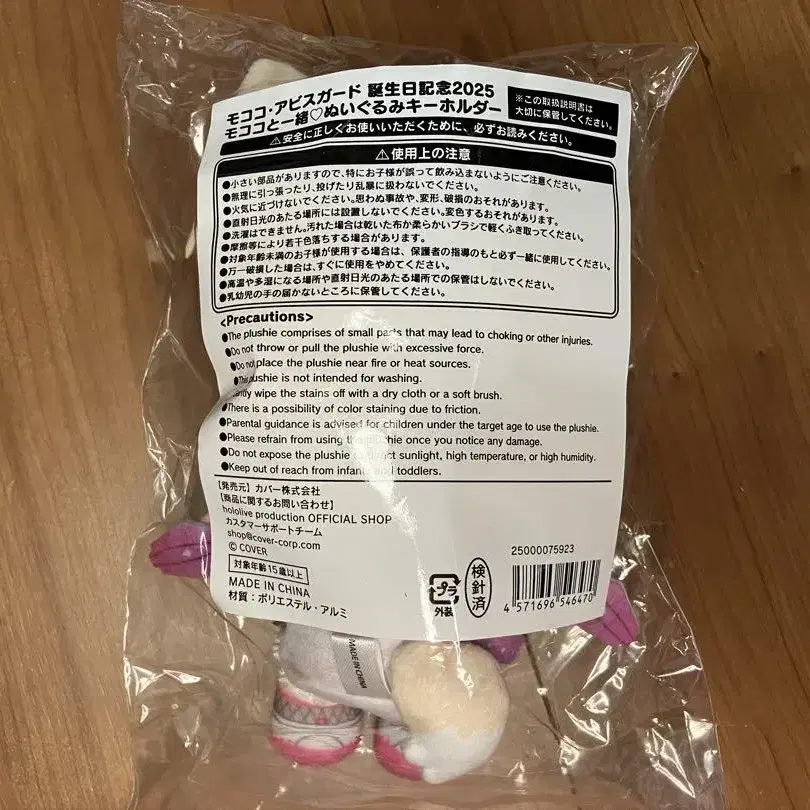 モココ・アビスガード 誕生日記念2025
モココと一緒♡ぬいぐるみキーホルダー
※この取扱説明書は
大切に保管してください。
⚠安全に正しくお使いいただくために、必ずお読みください。
⚠使用上の注意
●小さい部品がありますので、特にお子様が誤って飲み込まないようにご注意ください。
●無理に引っ張ったり、投げたり乱暴に扱わないでください。
●火気に近づけないでください。思わぬ事故や、変形、破損のおそれがあります。
●直射日光のあたる場所には設置しないでください。変色するおそれがあります。
●洗濯はできません。汚れた場合は乾いた布か柔らかいブラシで軽くふき取ってください。
●摩擦等により若干色落ちする場合があります。
●対象年齢未満のお子様が使用する場合は、保護者の指導のもと必ず一緒に使用してください。
●万一破損した場合は、すぐに使用をやめてください。
●高温や多湿になる場所や直射日光のあたる場所での保管はしないでください。
●乳幼児の手の届かないところに保管してください。
<Precautions>
●The plushie comprises of small parts that may lead to choking or other injuries.
●Do not throw or pull the plushie with excessive force.
●Do not place the plushie near fire or heat sources.
●This plushie is not intended for washing.
wipe the stains off with a dry cloth or a soft brush.
●There is a possibility of color staining due to friction.
●Parental guidance is advised for children under the target age to use the plushie.
●Please refrain from using the plushie once you notice any damage.
●Do not expose the plushie to direct sunlight, high temperature, or high humidity.
●Keep out of reach from infants and toddlers.
【発売元】カバー株式会社
【商品に関するお問い合わせ】
hololive production OFFICIAL SHOP
カスタマーサポートチーム
shop@cover-corp.com
© COVER
対象年齢15歳以上
MADE IN CHINA
材質：ポリエステル・アルミ
プラ
外装
検針済
25000075923
4 571696 546470
MADE IN CHINA